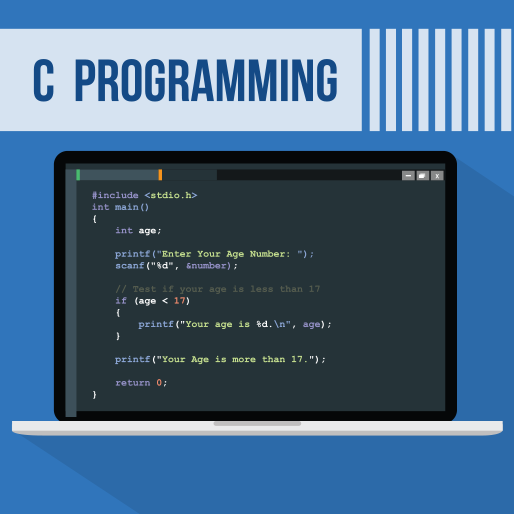 C PROGRAMMING
#include <stdio.h>
int main()
{
    int age;

    printf("Enter Your Age Number: ");
    scanf("%d", &number);

    // Test if your age is less than 17
    if (age < 17)
    {
        printf("Your age is %d.\n", age);
    }

    printf("Your Age is more than 17.");

    return 0;
}